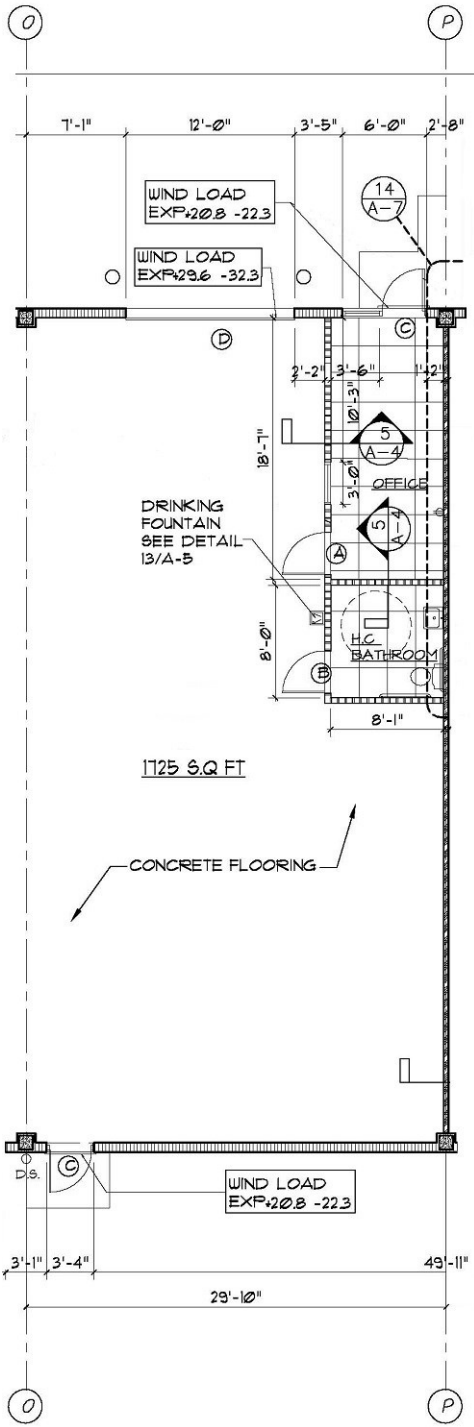 O P
7'-1" 12'-0" 3'-5" 6'-0" 2'-8"
WIND LOAD
EXP+20.8 -22.3
14
A-7
WIND LOAD
EXP+29.6 -32.3
D C
2'-2" 3'-6" 1'-2"
10'-3"
18'-7"
5
A-4
3'-0"
OFFICE
5
A-4
DRINKING
FOUNTAIN
SEE DETAIL
13/A-5
A
8'-0"
H.C
BATHROOM
B
8'-1"
1725 S.Q FT
CONCRETE FLOORING
D.S.
C
WIND LOAD
EXP+20.8 -22.3
3'-1" 3'-4" 49'-11"
29'-10"
O P